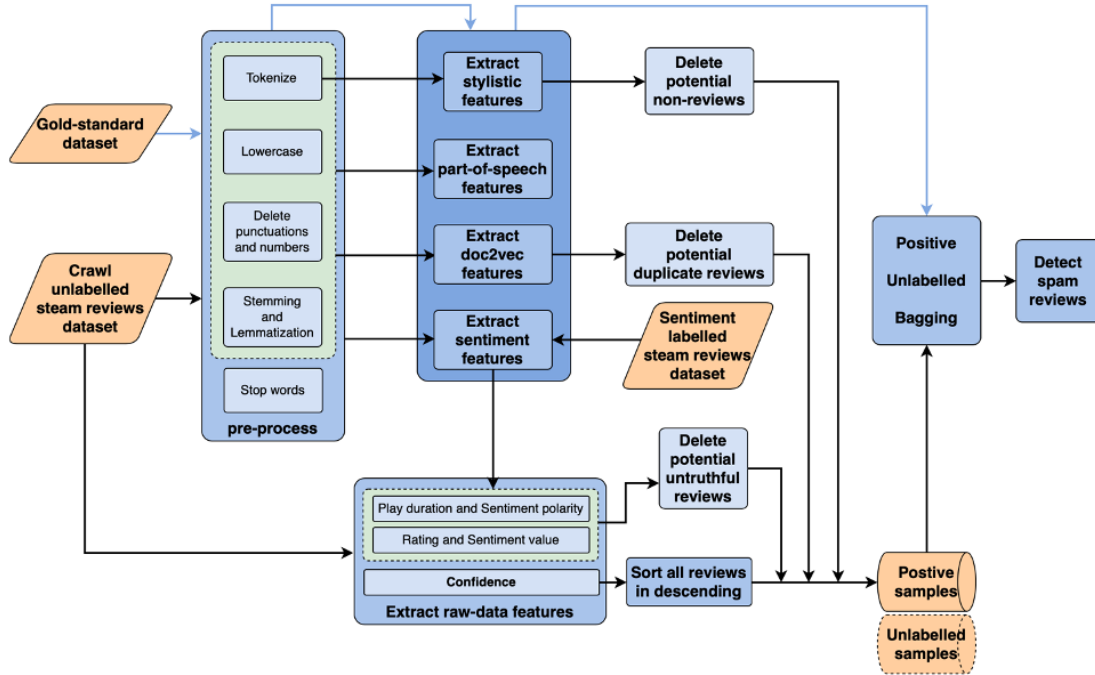 Gold-standard
dataset
Crawl
unlabelled
steam reviews
dataset
Tokenize
Lowercase
Delete
punctuations
and numbers
Stemming
and
Lemmatization
Stop words
pre-process
Extract
stylistic
features
Extract
part-of-speech
features
Extract
doc2vec
features
Extract
sentiment
features
Delete
potential
non-reviews
Delete
potential
duplicate reviews
Sentiment
labelled
steam reviews
dataset
Delete
potential
untruthful
reviews
Play duration and Sentiment polarity
Rating and Sentiment value
Confidence
Extract raw-data features
Sort all reviews
in descending
Positive
Unlabelled
Bagging
Detect
spam
reviews
Postive
samples
Unlabelled
samples